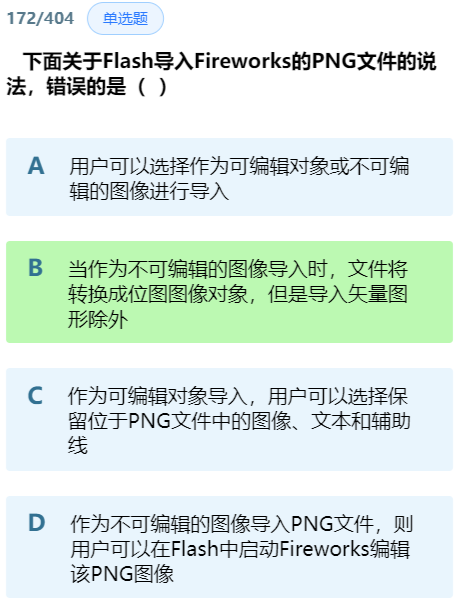 172/404 单选题
下面关于Flash导入Fireworks的PNG文件的说
法，错误的是（ ）
A 用户可以选择作为可编辑对象或不可编
辑的图像进行导入
B 当作为不可编辑的图像导入时，文件将
转换成位图图像对象，但是导入矢量图
形除外
C 作为可编辑对象导入，用户可以选择保
留位于PNG文件中的图像、文本和辅助
线
D 作为不可编辑的图像导入PNG文件，则
用户可以在Flash中启动Fireworks编辑
该PNG图像